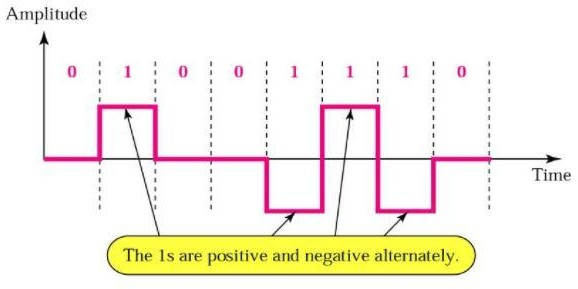 Amplitude
0 1 0 0 1 1 1 0
Time
The 1s are positive and negative alternately.